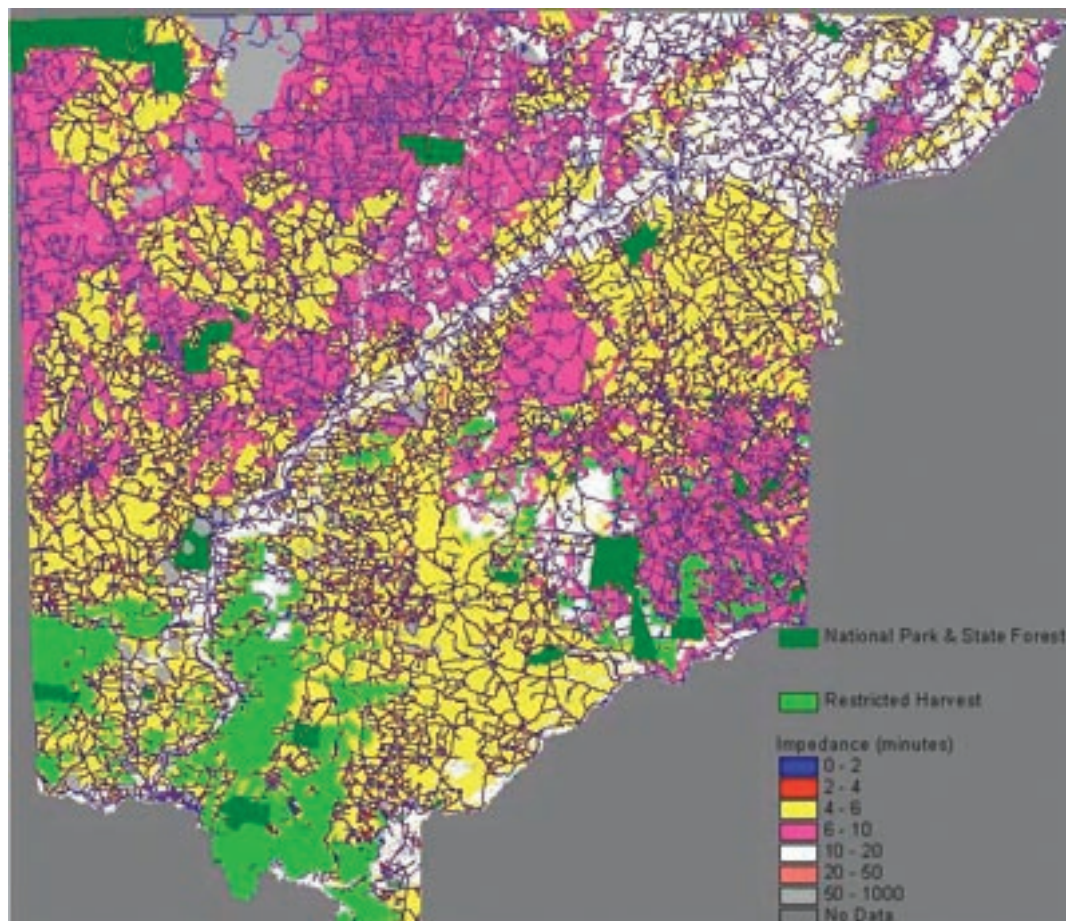 National Park & State Forest
Restricted Harvest
Impedance (minutes)
0 - 2
2 - 4
4 - 6
6 - 10
10 - 20
20 - 50
50 - 1000
No Data